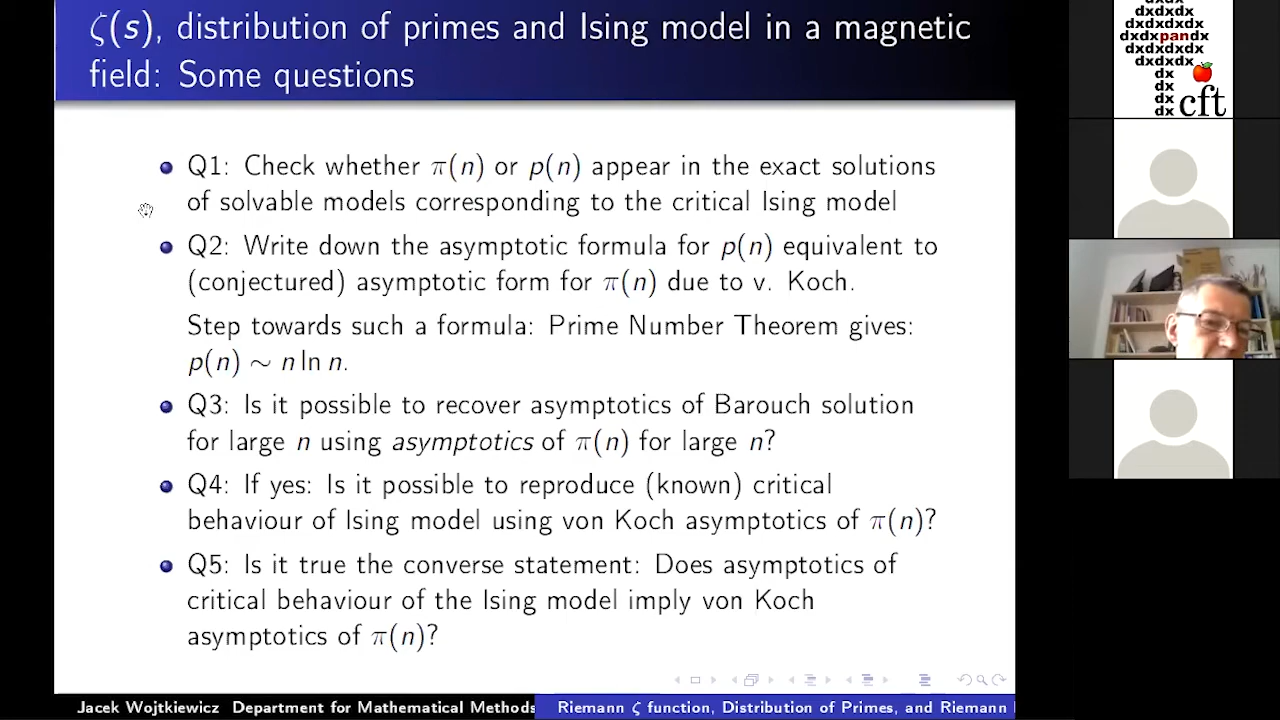 ζ(s), distribution of primes and Ising model in a magnetic
field: Some questions
Q1: Check whether π(n) or p(n) appear in the exact solutions
of solvable models corresponding to the critical Ising model
Q2: Write down the asymptotic formula for p(n) equivalent to
(conjectured) asymptotic form for π(n) due to v. Koch.
Step towards such a formula: Prime Number Theorem gives:
p(n) ∼ n ln n.
Q3: Is it possible to recover asymptotics of Barouch solution
for large n using asymptotics of π(n) for large n?
Q4: If yes: Is it possible to reproduce (known) critical
behaviour of Ising model using von Koch asymptotics of π(n)?
Q5: Is it true the converse statement: Does asymptotics of
critical behaviour of the Ising model imply von Koch
asymptotics of π(n)?
Jacek Wojtkiewicz Department for Mathematical Methods
Riemann ζ function, Distribution of Primes, and Riemann
dxdxdx
dxdxdxdx
dxdxpandx
dxdxdxdx
dxdxdx
dx
dx
dx
dx
cft